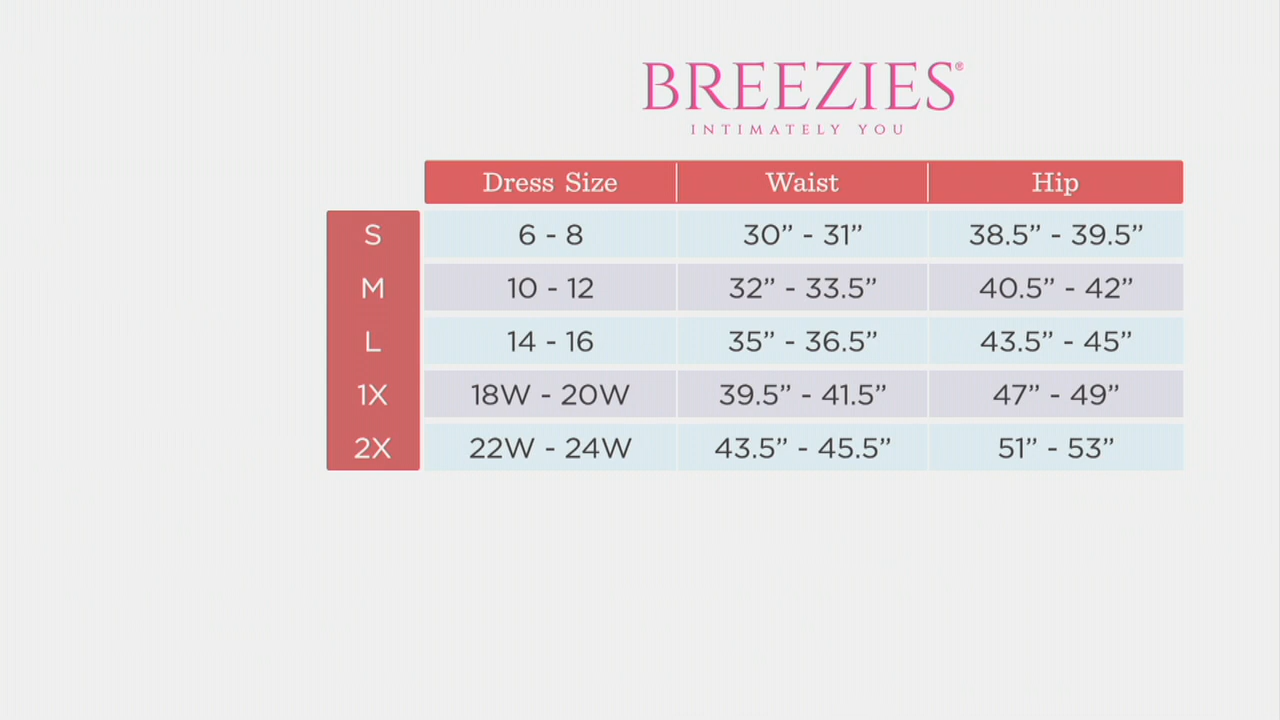 BREEZIES®
INTIMATELY YOU
Dress Size Waist Hip
S 6 - 8 30” - 31” 38.5” - 39.5”
M 10 - 12 32” - 33.5” 40.5” - 42”
L 14 - 16 35” - 36.5” 43.5” - 45”
1X 18W - 20W 39.5” - 41.5” 47” - 49”
2X 22W - 24W 43.5” - 45.5” 51” - 53”